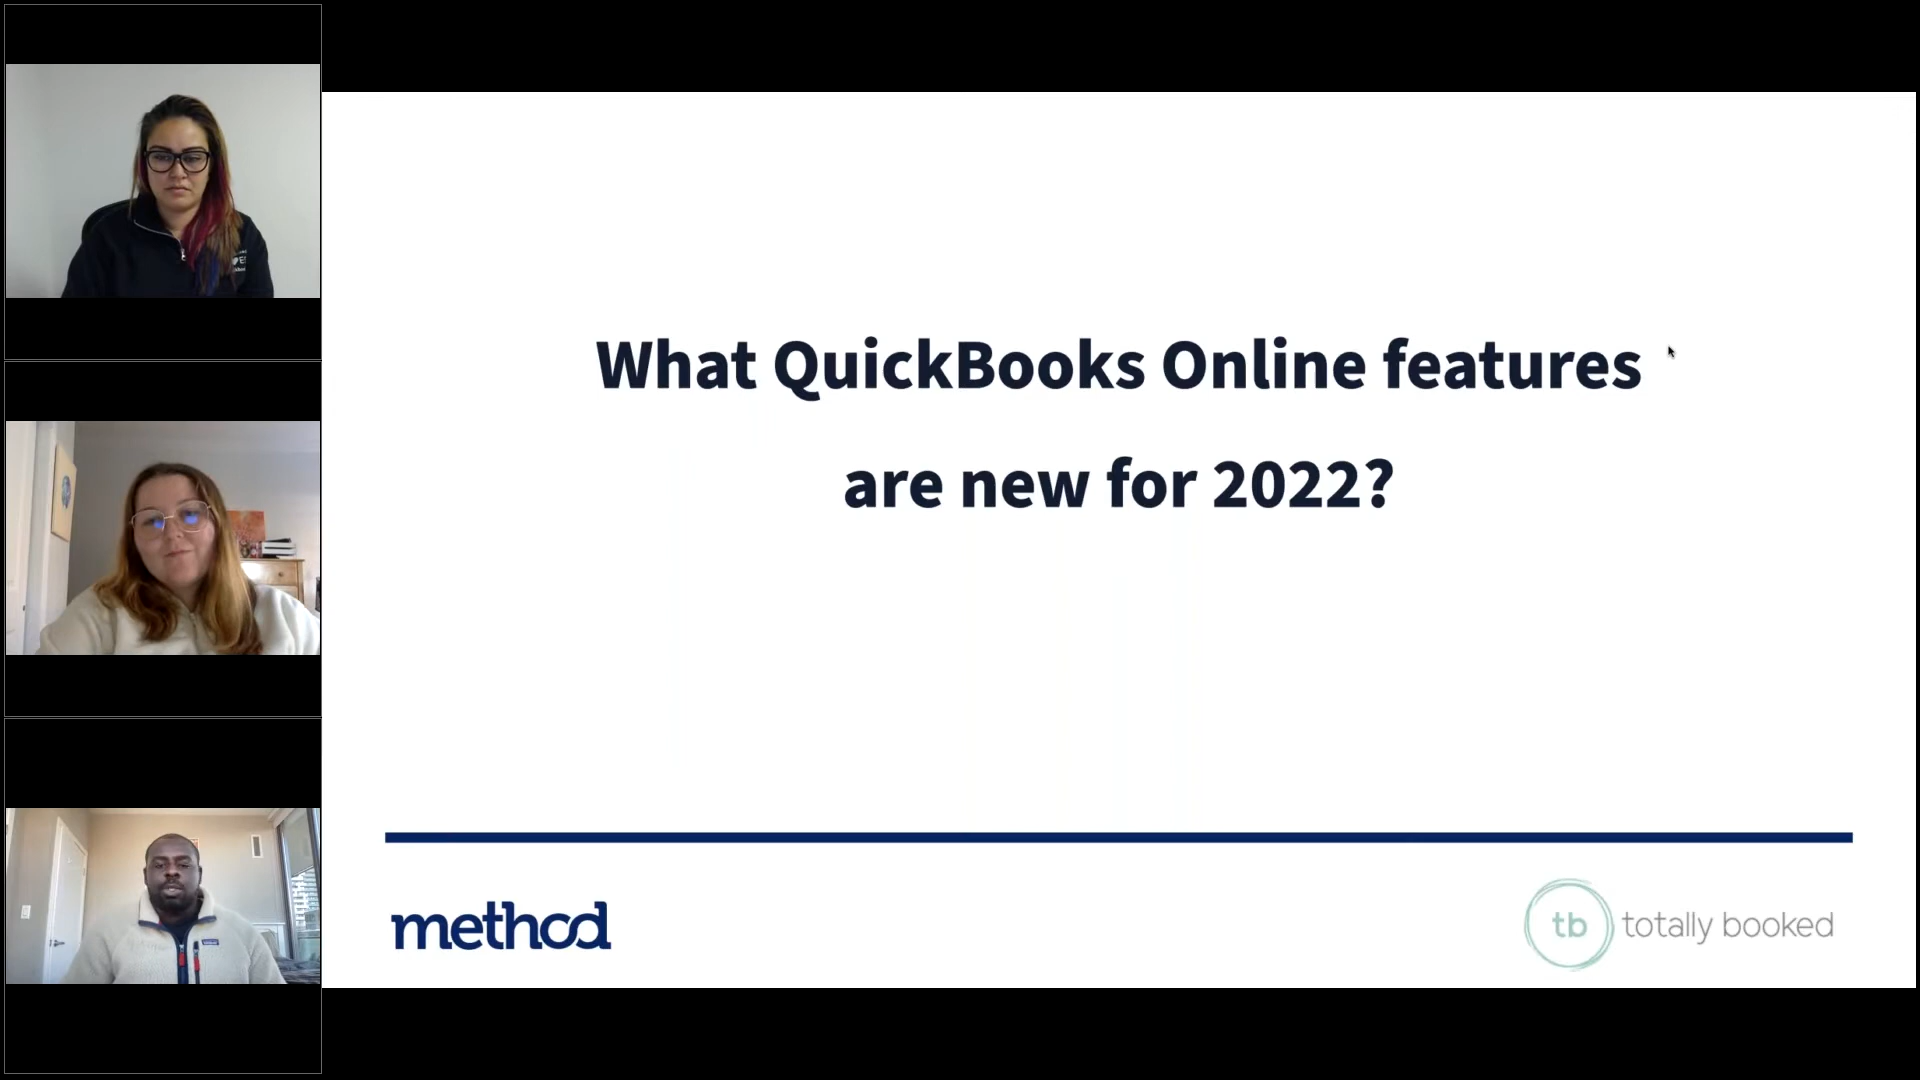 What QuickBooks Online features
are new for 2022?
method
tb totally booked